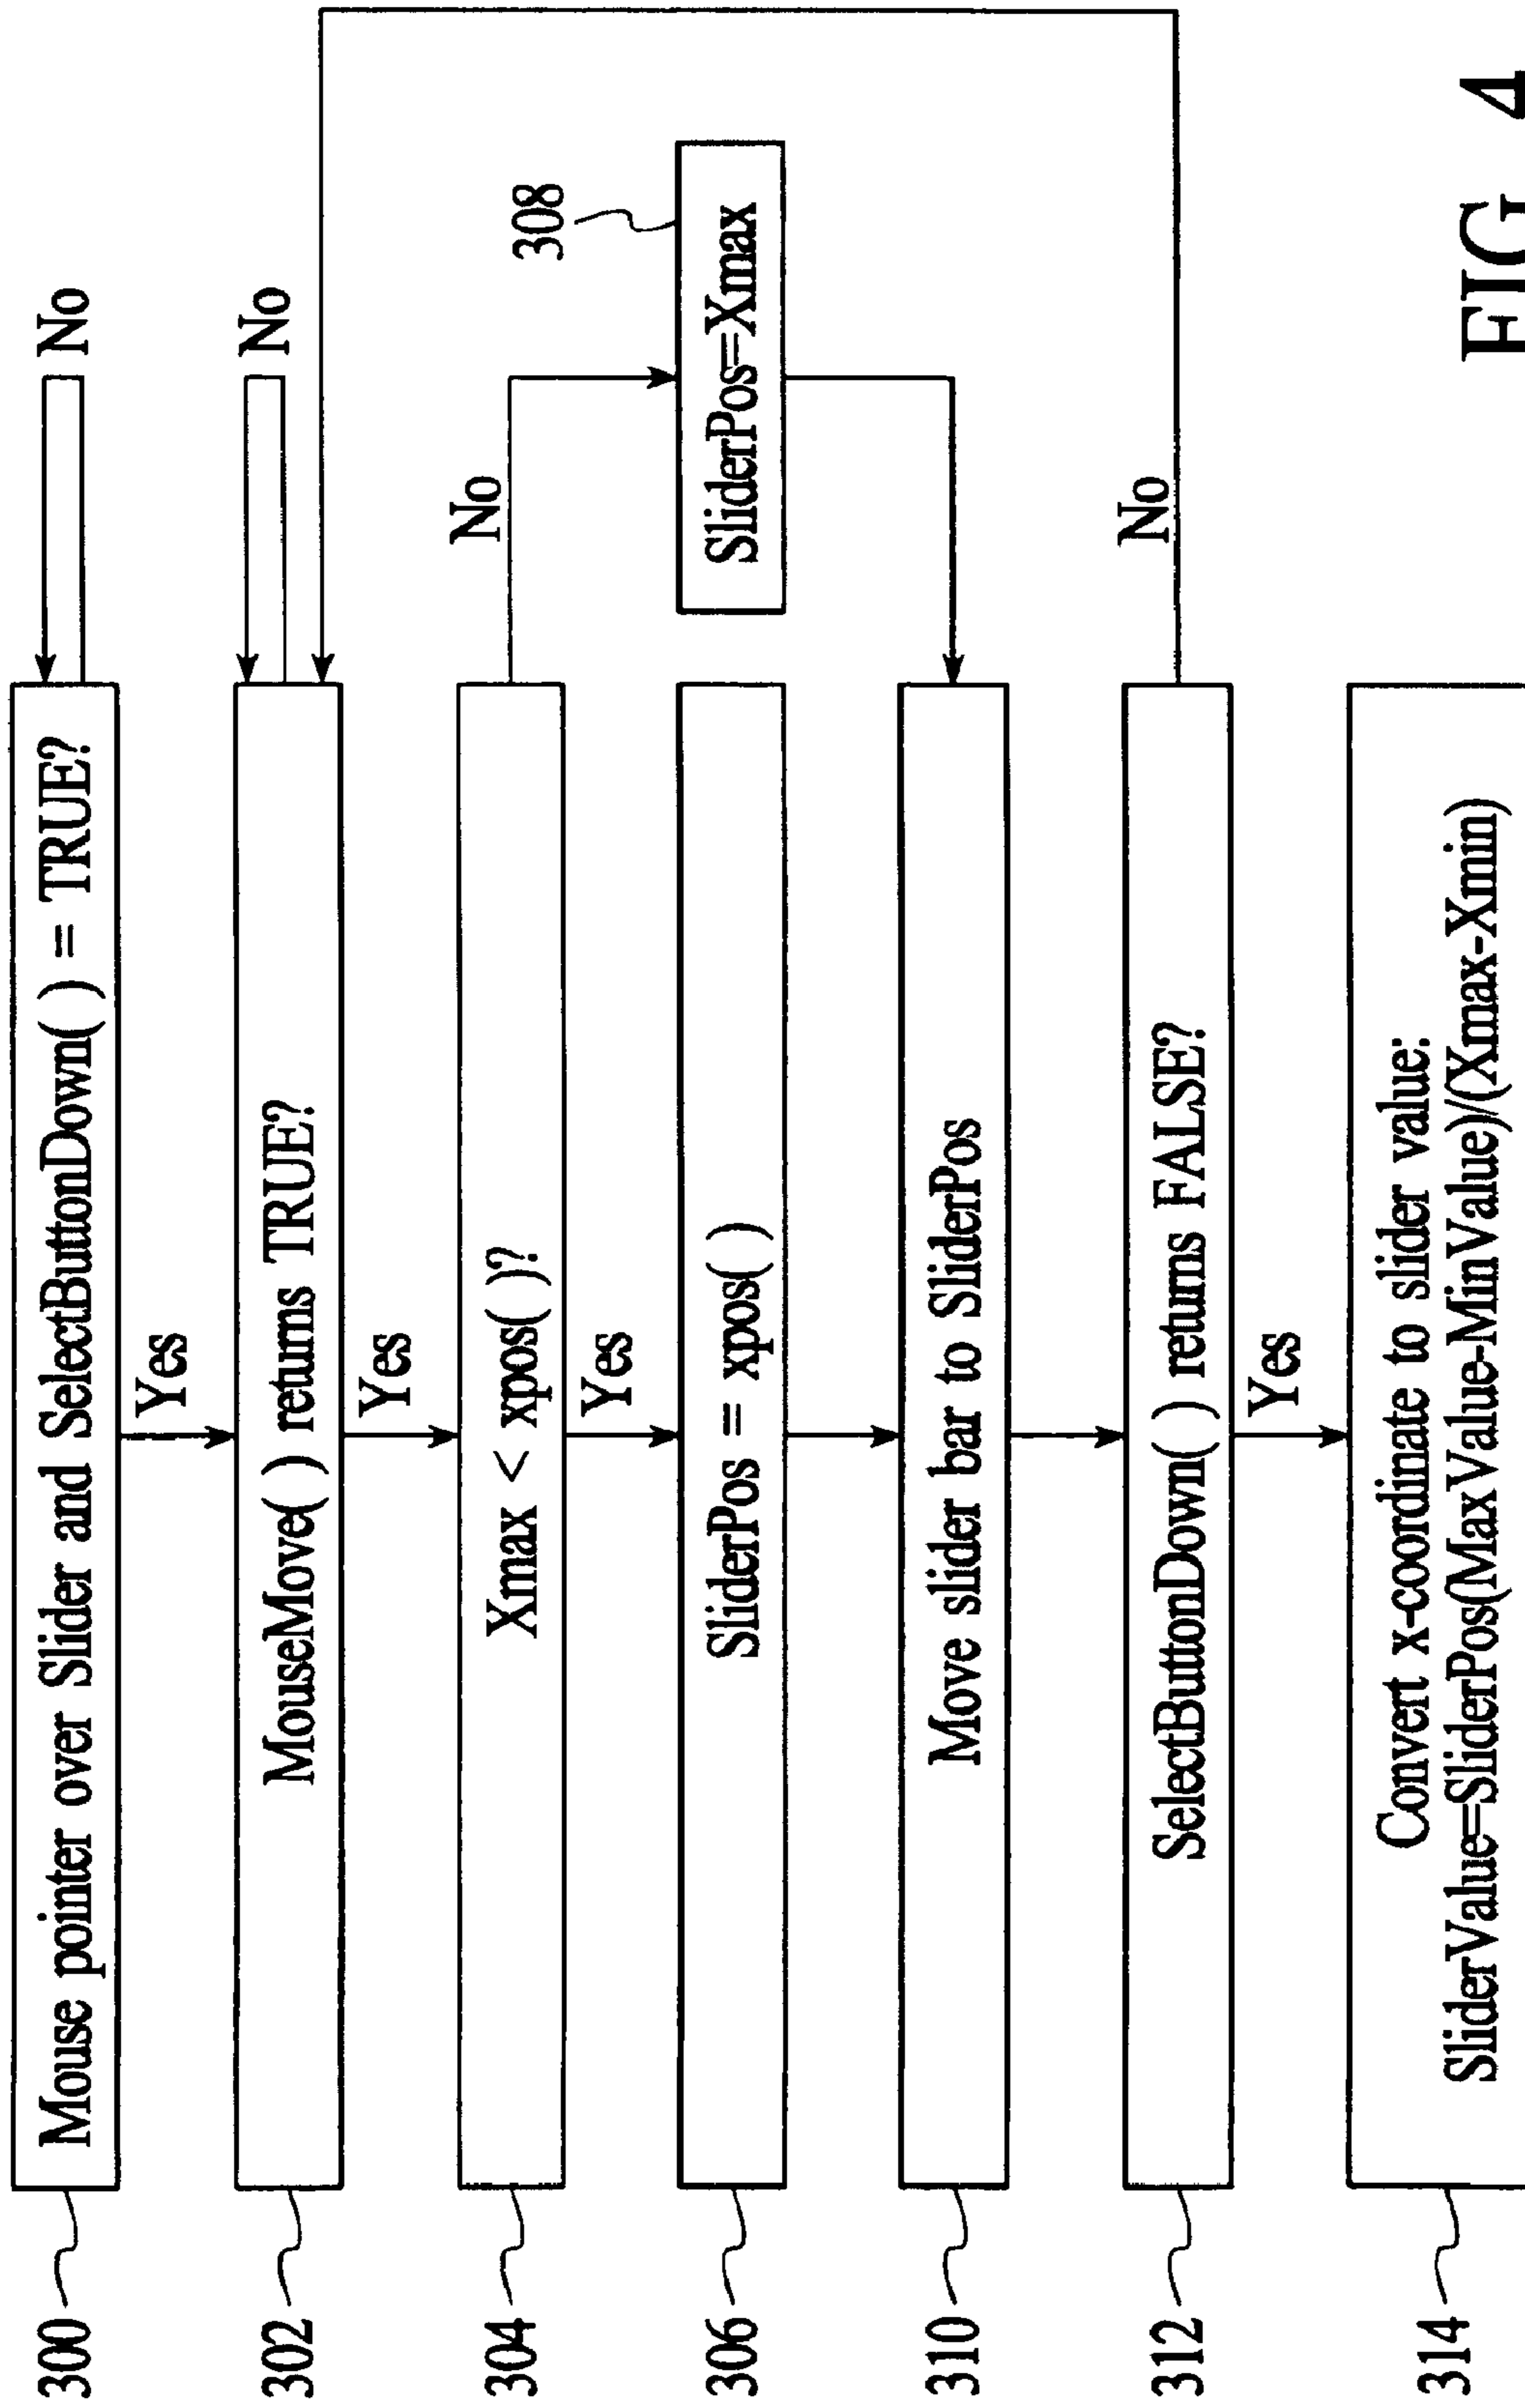 300
Mouse pointer over Slider and SelectButtonDown( ) = TRUE?
No
Yes
302
MouseMove( ) returns TRUE?
No
Yes
304
Xmax < xpos( )?
No
Yes
306
SliderPos = xpos( )
308
SliderPos=Xmax
310
Move slider bar to SliderPos
312
SelectButtonDown( ) returns FALSE?
No
Yes
314
Convert x-coordinate to slider value:
SliderValue=SliderPos(MaxValue-MinValue)/(Xmax-Xmin)
FIG_4